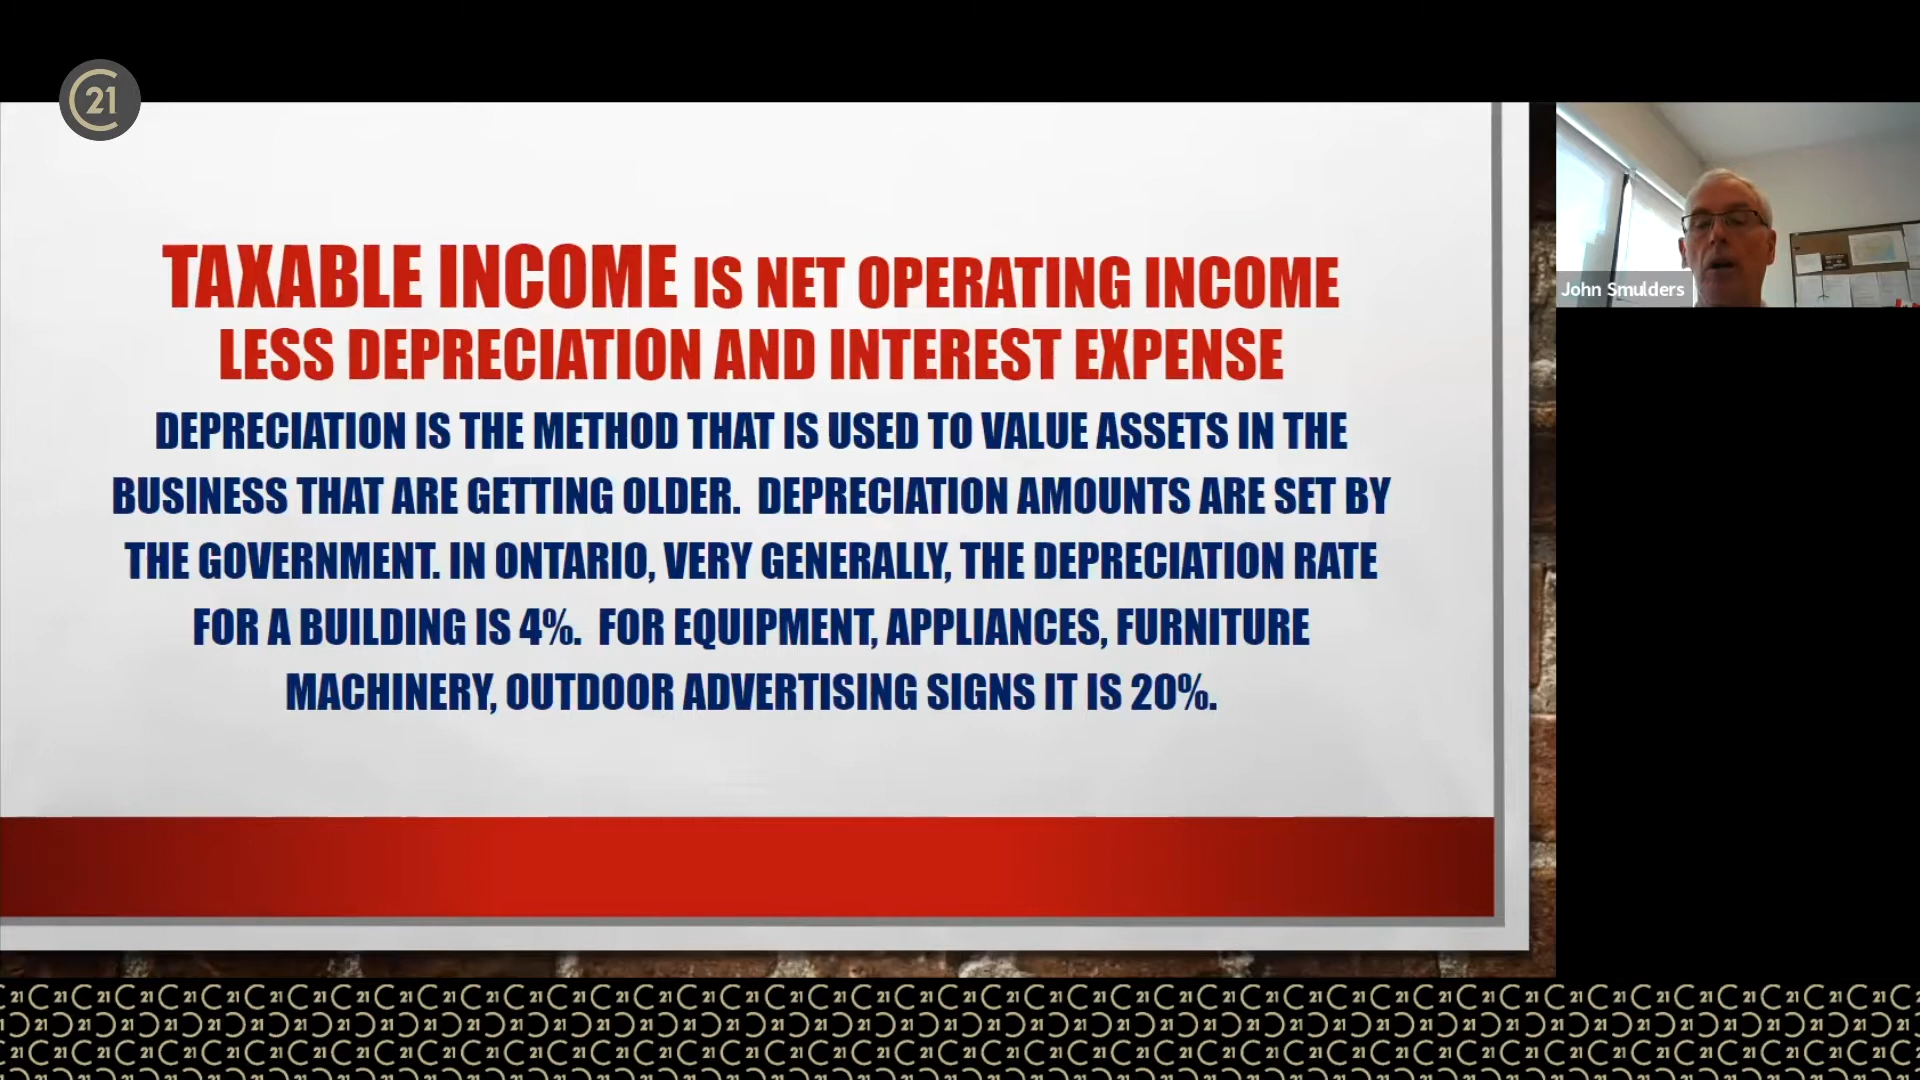 C21
TAXABLE INCOME IS NET OPERATING INCOME
LESS DEPRECIATION AND INTEREST EXPENSE
DEPRECIATION IS THE METHOD THAT IS USED TO VALUE ASSETS IN THE
BUSINESS THAT ARE GETTING OLDER. DEPRECIATION AMOUNTS ARE SET BY
THE GOVERNMENT. IN ONTARIO, VERY GENERALLY, THE DEPRECIATION RATE
FOR A BUILDING IS 4%. FOR EQUIPMENT, APPLIANCES, FURNITURE
MACHINERY, OUTDOOR ADVERTISING SIGNS IT IS 20%.
John Smulders